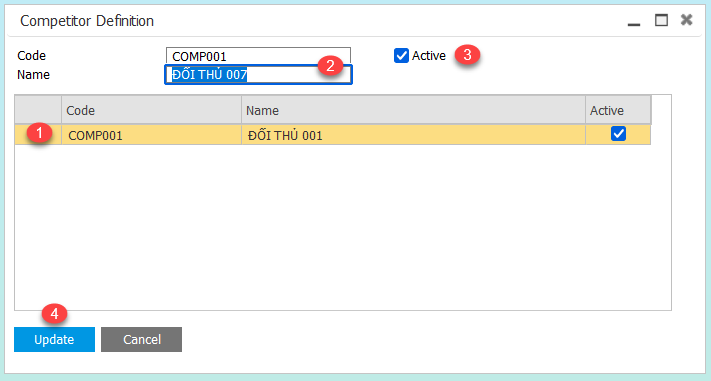 Competitor Definition
Code COMP001 Active 3
Name ĐỐI THỦ 007 2
Code Name Active
1 COMP001 ĐỐI THỦ 001
4
Update Cancel